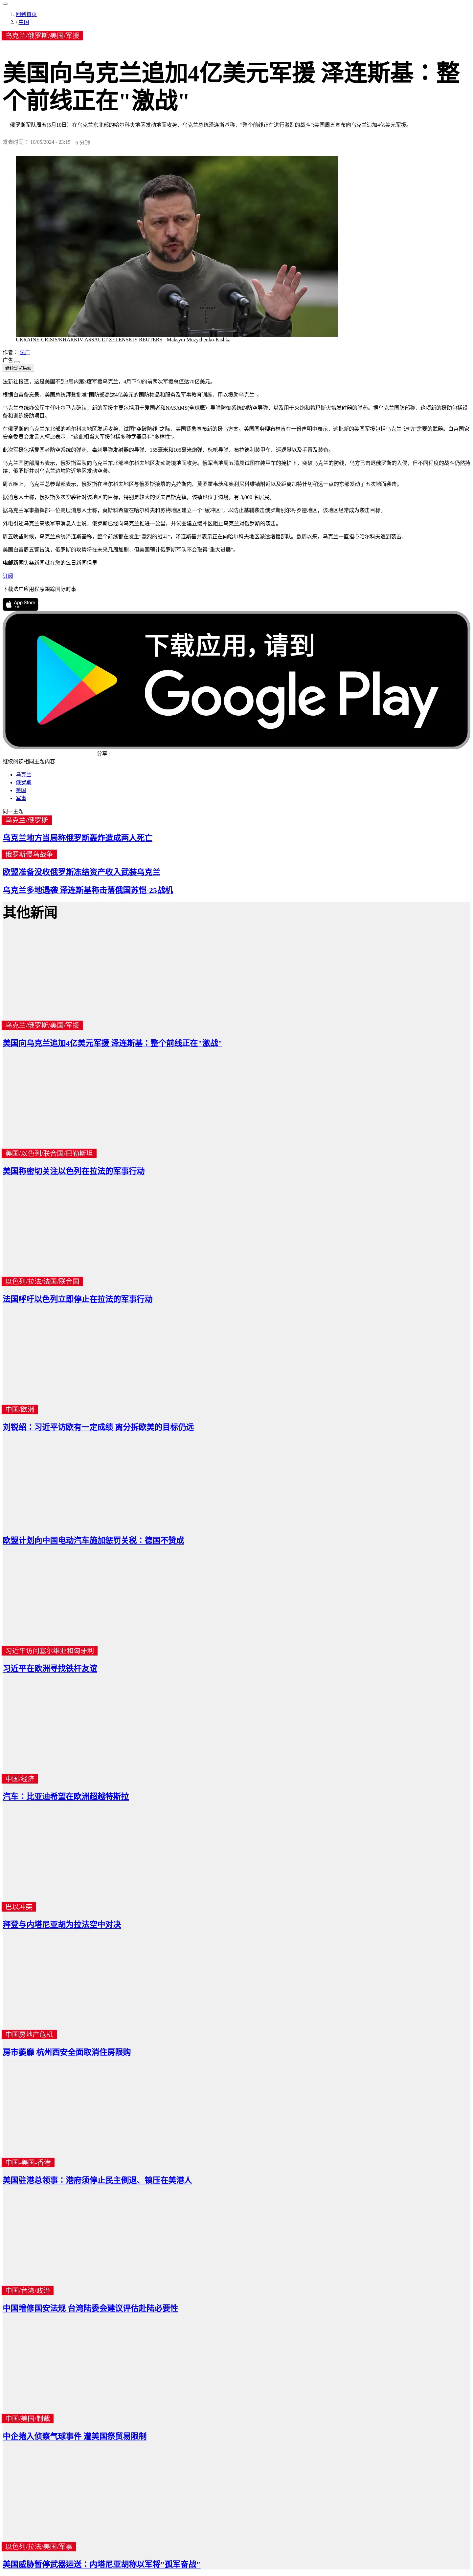 1. 回到首页
2. / 中国
乌克兰/俄罗斯/美国/军援
美国向乌克兰追加4亿美元军援 泽连斯基：整
个前线正在"激战"
俄罗斯军队周五(5月10日）在乌克兰东北部的哈尔科夫地区发动地面攻势，乌克兰总统泽连斯基称，"整个前线正在进行激烈的战斗";美国周五宣布向乌克兰追加4亿美元军援。
发表时间： 10/05/2024 - 23:15 6 分钟
UKRAINE-CRISIS/KHARKIV-ASSAULT-ZELENSKIY REUTERS - Maksym Muzychenko-Kishka
作者： 法广
广告
继续浏览后续
法新社报道，这是美国不到3周内第3度军援乌克兰，4月下旬的前两次军援总值达70亿美元。
根据白宫备忘录，美国总统拜登批准"国防部高达4亿美元的国防物品和服务及军事教育训练，用以援助乌克兰"。
乌克兰总统办公厅主任叶尔马克确认，新的军援主要包括用于爱国者和NASAMS(全球鹰）导弹防御系统的防空导弹，以及用于火炮和希玛斯火箭发射器的弹药。据乌克兰国防部称，这项新的援助包括设备和训练援助项目。
在俄罗斯向乌克兰东北部的哈尔科夫地区发起攻势，试图"突破防线"之际，美国紧急宣布新的援乌方案。美国国务卿布林肯在一份声明中表示，这批新的美国军援包括乌克兰"迫切"需要的武器。白宫国家安全委员会发言人柯比表示，"这此相当大军援包括多种武器具有"多样性"。
此次军援包括爱国者防空系统的弹药、毒刺导弹发射器的导弹、155毫米和105毫米炮弹、标枪导弹、布拉德利装甲车、巡逻艇以及手雷及装备。
乌克兰国防部周五表示，俄罗斯军队向乌克兰东北部哈尔科夫地区发动跨境地面攻势。俄军当地周五清晨试图在装甲车的掩护下，突破乌克兰的防线，乌方已击退俄罗斯的入侵，但不同程度的战斗仍然持续，俄罗斯并对乌克兰边境附近地区发动空袭。
周五晚上，乌克兰总参谋部表示，俄罗斯在哈尔科夫地区与俄罗斯接壤的克拉斯内、莫罗霍韦茨和奥利尼科维镇附近以及距离加特什切稍远一点的东部发动了五次地面袭击。
据消息人士称，俄罗斯多次空袭针对该地区的目标，特别是较大的沃夫昌斯克镇，该镇也位于边境，有 3,000 名居民。
据乌克兰军事指挥部一位高层消息人士称，莫斯科希望在哈尔科夫和苏梅地区建立一个"缓冲区"，以防止基辅袭击俄罗斯别尔哥罗德地区，该地区经常成为袭击目标。
外电引述乌克兰高级军事消息人士说，俄罗斯已经向乌克兰推进一公里，并试图建立缓冲区阻止乌克兰对俄罗斯的袭击。
周五晚些时候，乌克兰总统泽连斯基称，整个前线都在发生"激烈的战斗"，泽连斯基并表示正在向哈尔科夫地区派遣增援部队。数周以来，乌克兰一直担心哈尔科夫遭到袭击。
美国白宫周五警告说，俄罗斯的攻势将在未来几周加剧，但美国预计俄罗斯军队不会取得"重大进展"。
电邮新闻头条新闻就在您的每日新闻信里
订阅
下载法广应用程序跟踪国际时事
App Store
下载应用，请到
Google Play
分享 :
继续阅读相同主题内容:
乌克兰
俄罗斯
美国
军事
同一主题
乌克兰/俄罗斯
乌克兰地方当局称俄罗斯轰炸造成两人死亡
俄罗斯侵乌战争
欧盟准备没收俄罗斯冻结资产收入武装乌克兰
乌克兰多地遇袭 泽连斯基称击落俄国苏恺-25战机
其他新闻
乌克兰/俄罗斯/美国/军援
美国向乌克兰追加4亿美元军援 泽连斯基：整个前线正在"激战"
美国/以色列/联合国/巴勒斯坦
美国称密切关注以色列在拉法的军事行动
以色列/拉法/法国/联合国
法国呼吁以色列立即停止在拉法的军事行动
中国/欧洲
刘锐绍：习近平访欧有一定成绩 离分拆欧美的目标仍远
欧盟计划向中国电动汽车施加惩罚关税：德国不赞成
习近平访问塞尔维亚和匈牙利
习近平在欧洲寻找铁杆友谊
中国/经济
汽车：比亚迪希望在欧洲超越特斯拉
巴以冲突
拜登与内塔尼亚胡为拉法空中对决
中国房地产危机
房市萎靡 杭州西安全面取消住房限购
中国-美国-香港
美国驻港总领事：港府须停止民主倒退、镇压在美港人
中国/台湾/政治
中国增修国安法规 台湾陆委会建议评估赴陆必要性
中国/美国/制裁
中企捲入侦察气球事件 遭美国祭贸易限制
以色列/拉法/美国/军事
美国威胁暂停武器运送：内塔尼亚胡称以军将"孤军奋战"